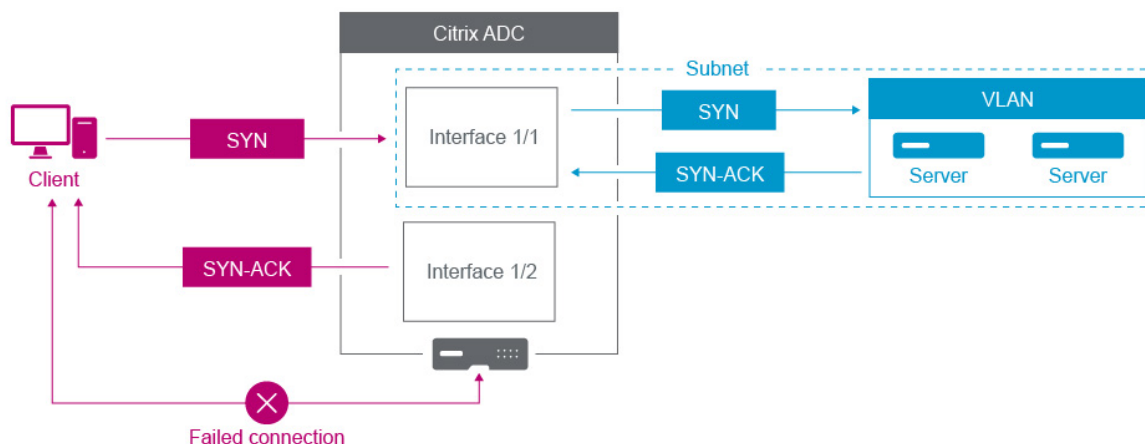 Citrix ADC
Subnet
SYN
Interface 1/1
SYN
VLAN
Client
SYN-ACK
Server
Server
SYN-ACK
Interface 1/2
Failed connection